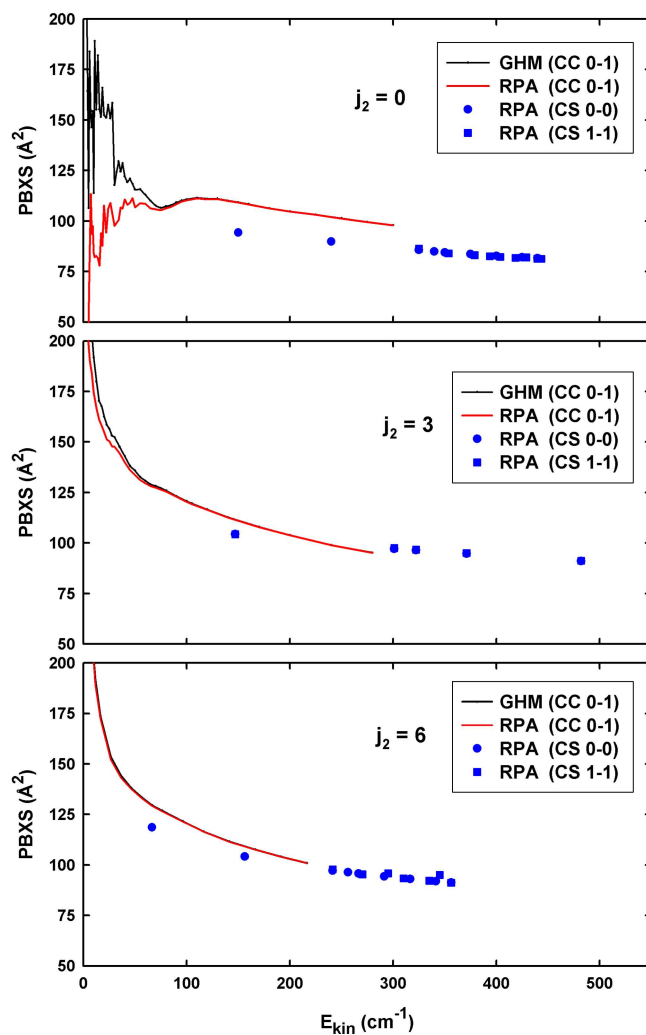 200
175
150
125
100
75
50
PBXS (Å²)
j₂ = 0
GHM (CC 0-1)
RPA (CC 0-1)
RPA (CS 0-0)
RPA (CS 1-1)
200
175
150
125
100
75
50
PBXS (Å²)
j₂ = 3
GHM (CC 0-1)
RPA (CC 0-1)
RPA (CS 0-0)
RPA (CS 1-1)
200
175
150
125
100
75
50
PBXS (Å²)
j₂ = 6
GHM (CC 0-1)
RPA (CC 0-1)
RPA (CS 0-0)
RPA (CS 1-1)
0 100 200 300 400 500
E_kin (cm⁻¹)